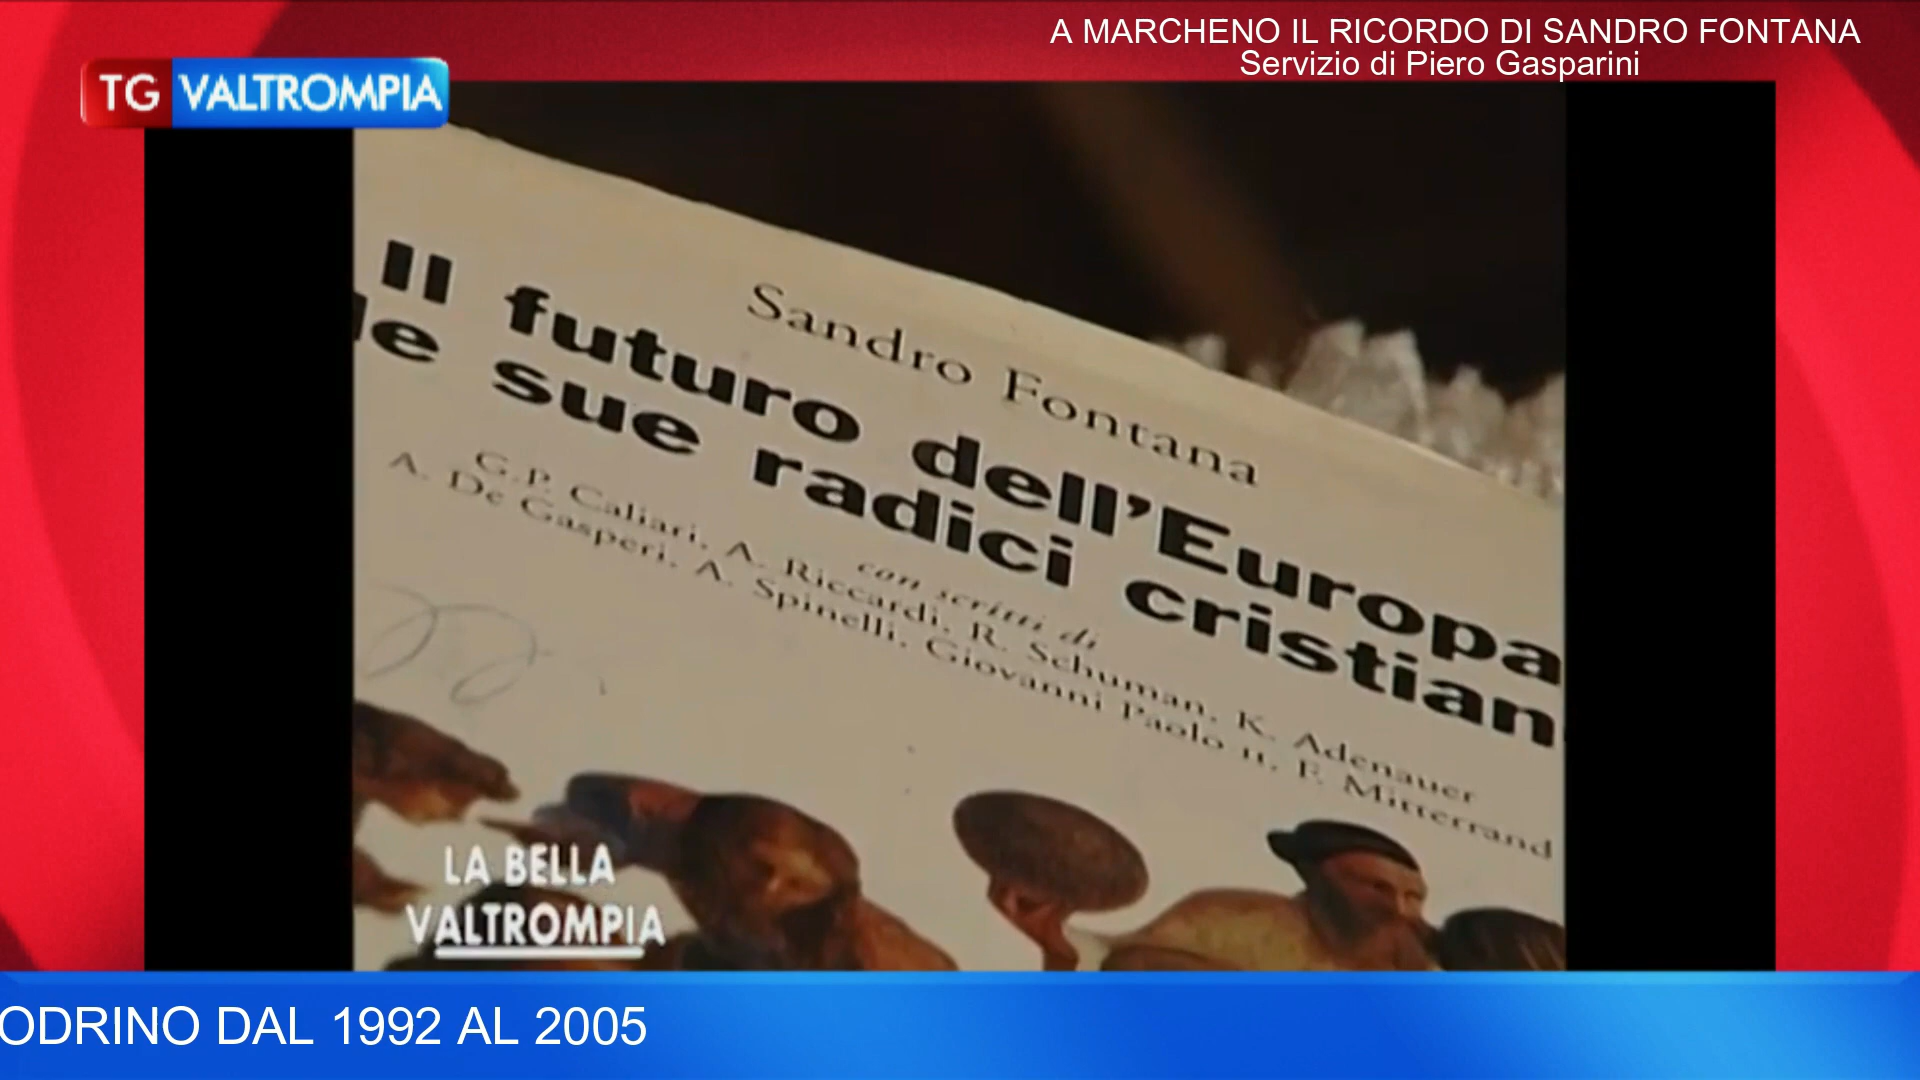 A MARCHENO IL RICORDO DI SANDRO FONTANA
Servizio di Piero Gasparini
TG VALTROMPIA
Sandro Fontana
Il futuro dell'Europa
le sue radici cristian
con scritti di
G.P. Caliari, A. Riccardi, R. Schuman, K. Adenauer
A. De Gasperi, A. Spinelli, Giovanni Paolo II, F. Mitterrand
LA BELLA
VALTROMPIA
ODRINO DAL 1992 AL 2005